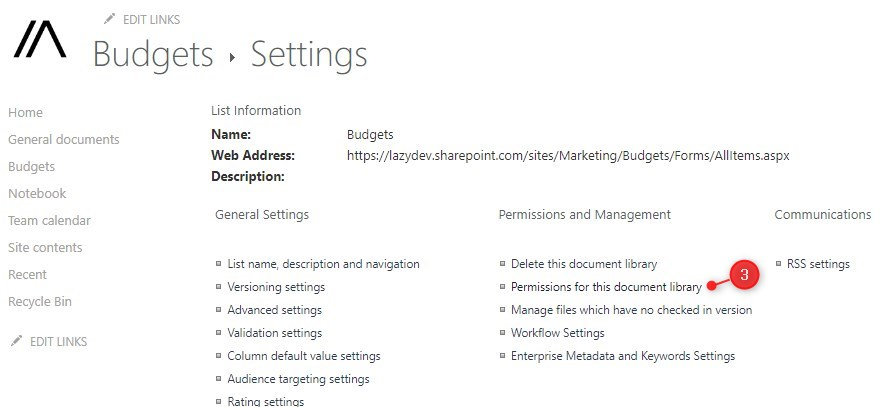 EDIT LINKS
Budgets ▸ Settings
Home
General documents
Budgets
Notebook
Team calendar
Site contents
Recent
Recycle Bin
EDIT LINKS
List Information
Name: Budgets
Web Address: https://lazydev.sharepoint.com/sites/Marketing/Budgets/Forms/AllItems.aspx
Description:
General Settings
List name, description and navigation
Versioning settings
Advanced settings
Validation settings
Column default value settings
Audience targeting settings
Rating settings
Permissions and Management
Delete this document library
Permissions for this document library
3
Manage files which have no checked in version
Workflow Settings
Enterprise Metadata and Keywords Settings
Communications
RSS settings